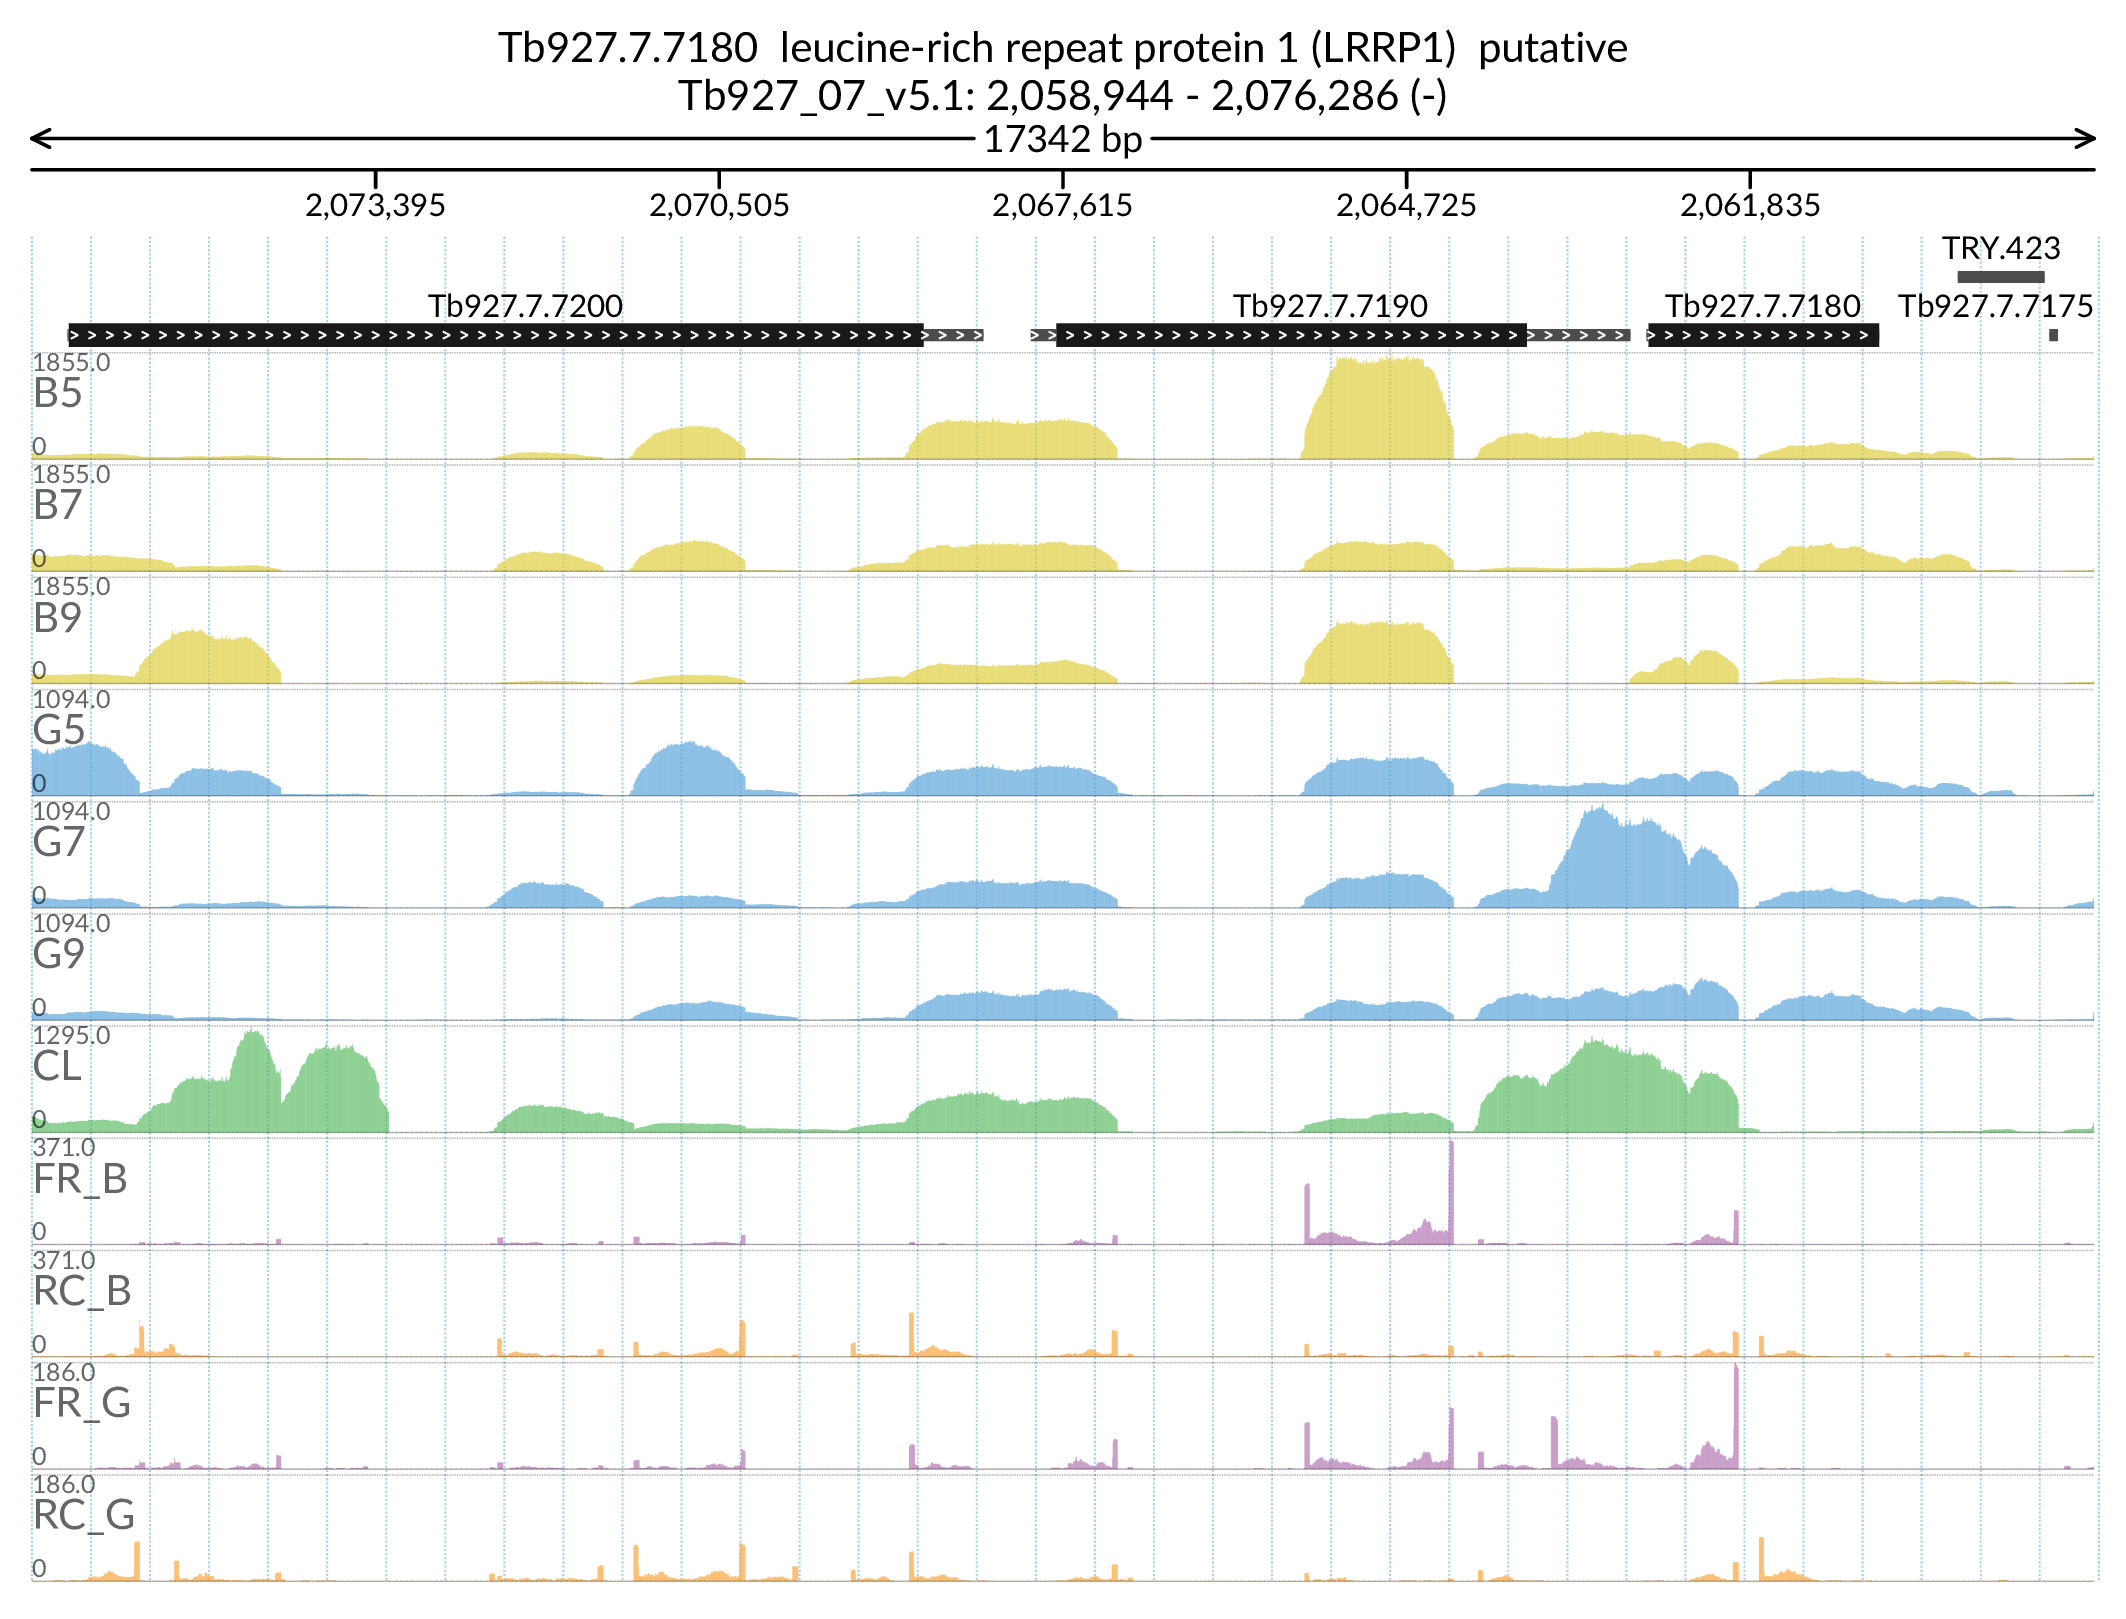 Tb927.7.7180 leucine-rich repeat protein 1 (LRRP1) putative
Tb927_07_v5.1: 2,058,944 - 2,076,286 (-)
17342 bp
2,073,395 2,070,505 2,067,615 2,064,725 2,061,835
TRY.423
Tb927.7.7200 Tb927.7.7190 Tb927.7.7180 Tb927.7.7175
1855.0
B5
0
1855.0
B7
0
1855.0
B9
0
1094.0
G5
0
1094.0
G7
0
1094.0
G9
0
1295.0
CL
0
371.0
FR_B
0
371.0
RC_B
0
186.0
FR_G
0
186.0
RC_G
0